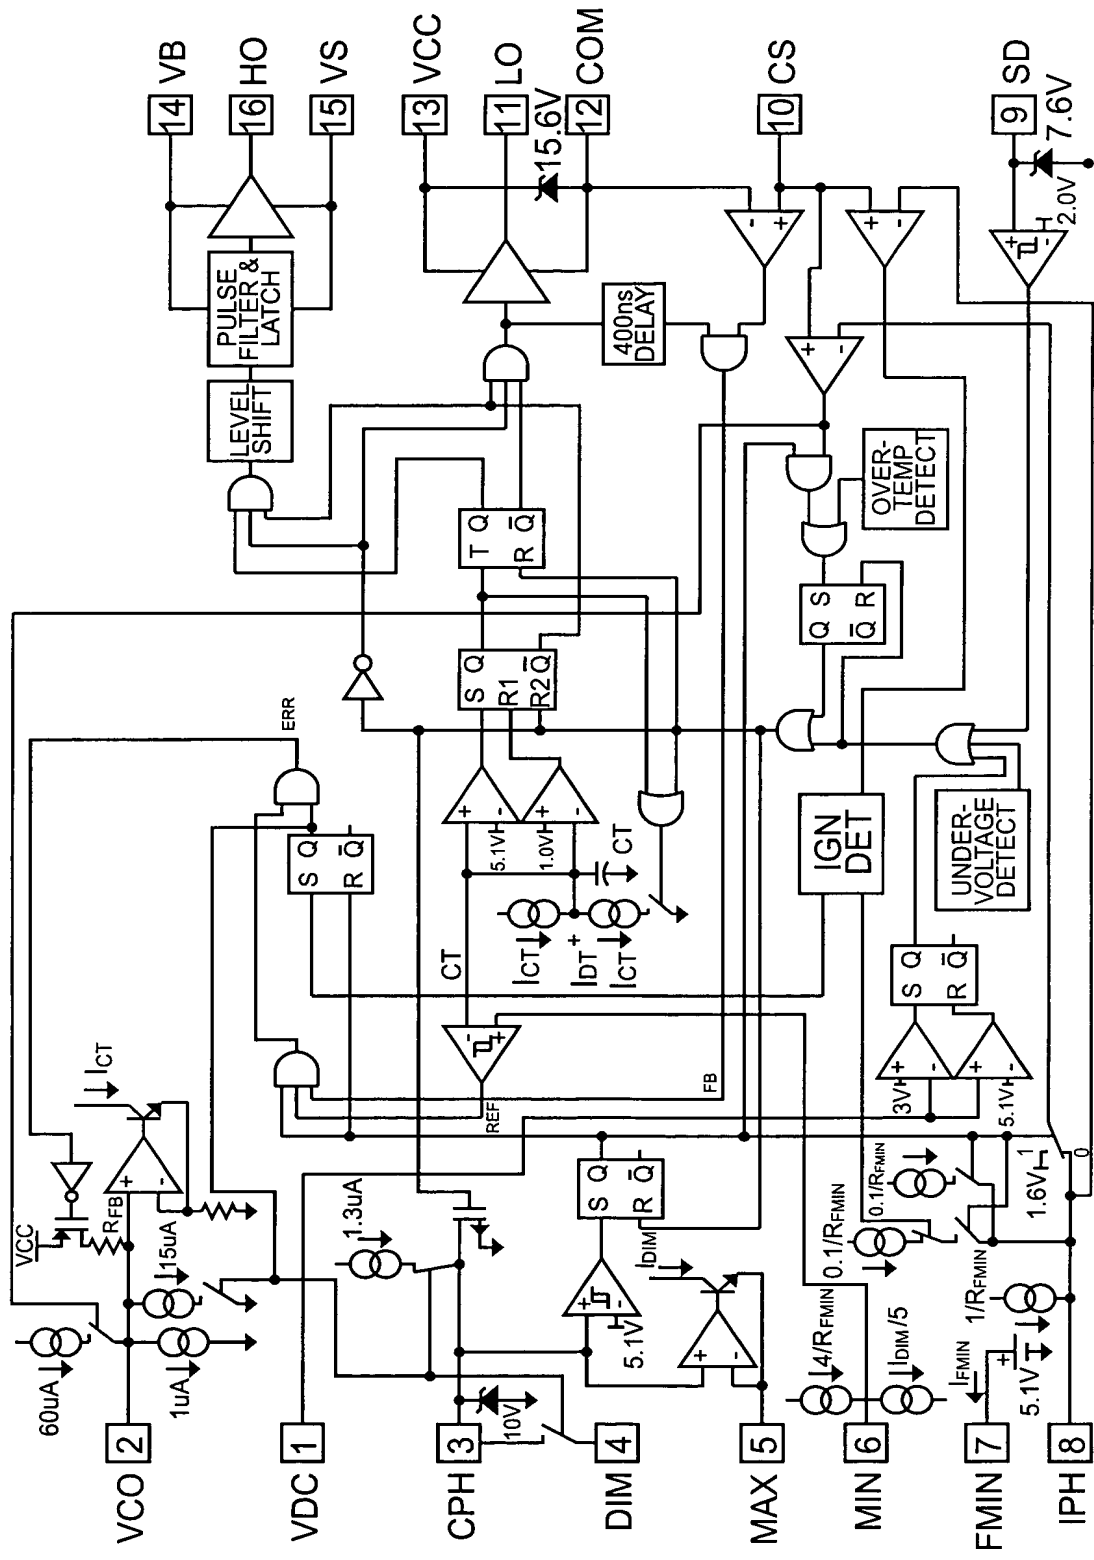 VCO 2
VDC 1
CPH 3
DIM 4
MAX 5
MIN 6
FMIN 7
IPH 8
14 VB
16 HO
15 VS
13 VCC
11 LO
12 COM
10 CS
9 SD
15.6V
7.6V
2.0V
PULSE
FILTER &
LATCH
LEVEL
SHIFT
400ns
DELAY
OVER-
TEMP
DETECT
T Q
R Q
S Q
R1
R2 Q
Q S
Q R
ERR
S Q
R Q
5.1V
1.0V
CT
CT
ICT
IDT +
ICT
IGN
DET
UNDER-
VOLTAGE
DETECT
S Q
R Q
3V
5.1V
REF
FB
+
-
ICT
VCC
RFB
15uA
60uA
1uA
1.3uA
10V
S Q
R Q
5.1V
IDIM
4/RFMIN
IDIM/5
0.1/RFMIN
0.1/RFMIN
1/RFMIN
IFMIN
5.1V
1.6V
1
0